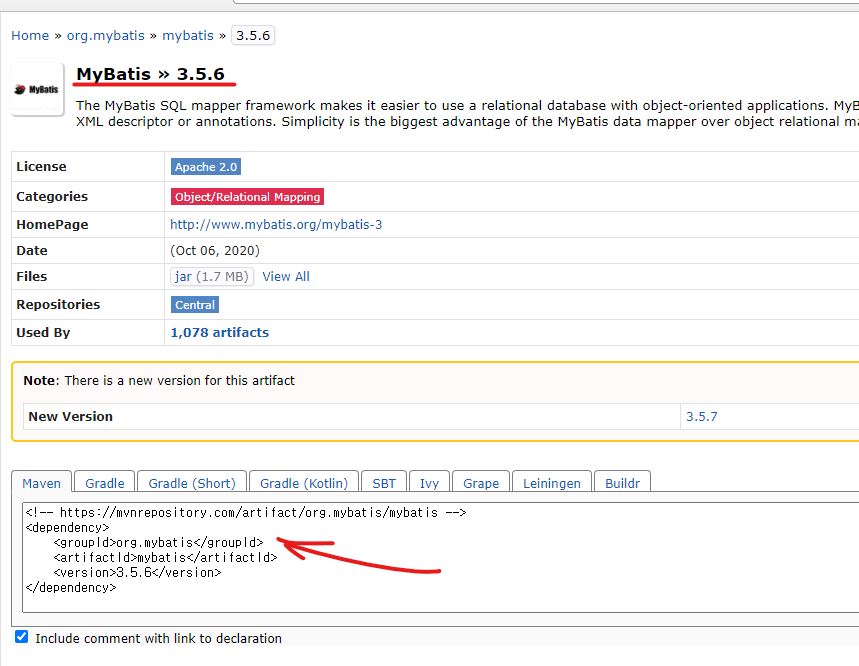 Home » org.mybatis » mybatis » 3.5.6
MyBatis
MyBatis » 3.5.6
The MyBatis SQL mapper framework makes it easier to use a relational database with object-oriented applications. MyB
XML descriptor or annotations. Simplicity is the biggest advantage of the MyBatis data mapper over object relational ma
License Apache 2.0
Categories Object/Relational Mapping
HomePage http://www.mybatis.org/mybatis-3
Date (Oct 06, 2020)
Files jar (1.7 MB) View All
Repositories Central
Used By 1,078 artifacts
Note: There is a new version for this artifact
New Version 3.5.7
Maven Gradle Gradle (Short) Gradle (Kotlin) SBT Ivy Grape Leiningen Buildr
<!-- https://mvnrepository.com/artifact/org.mybatis/mybatis -->
<dependency>
    <groupId>org.mybatis</groupId>
    <artifactId>mybatis</artifactId>
    <version>3.5.6</version>
</dependency>
Include comment with link to declaration